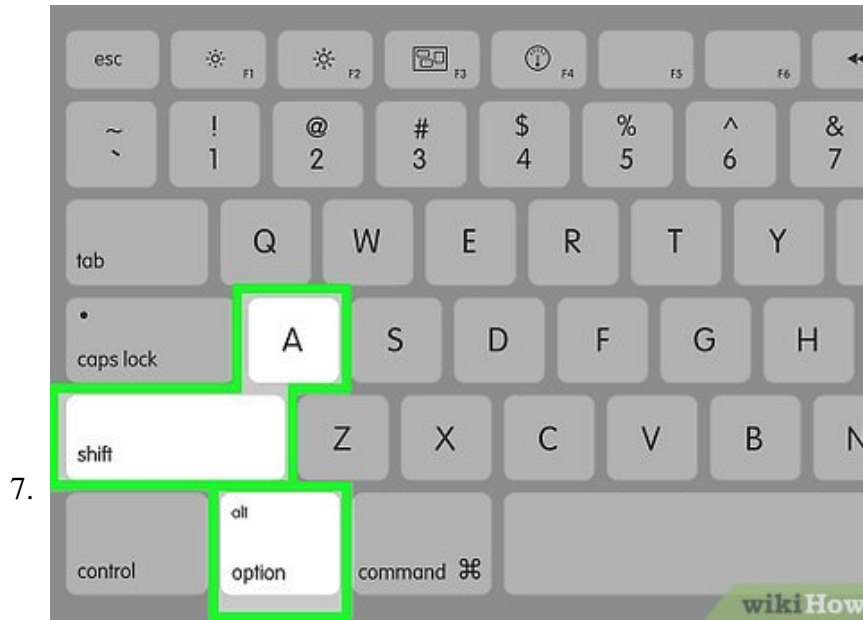 esc F1 F2 F3 F4 F5 F6
~ ! @ # $ % ^ &
` 1 2 3 4 5 6 7
tab Q W E R T Y
caps lock A S D F G H
7. shift Z X C V B N
control alt option command ⌘
wikiHow